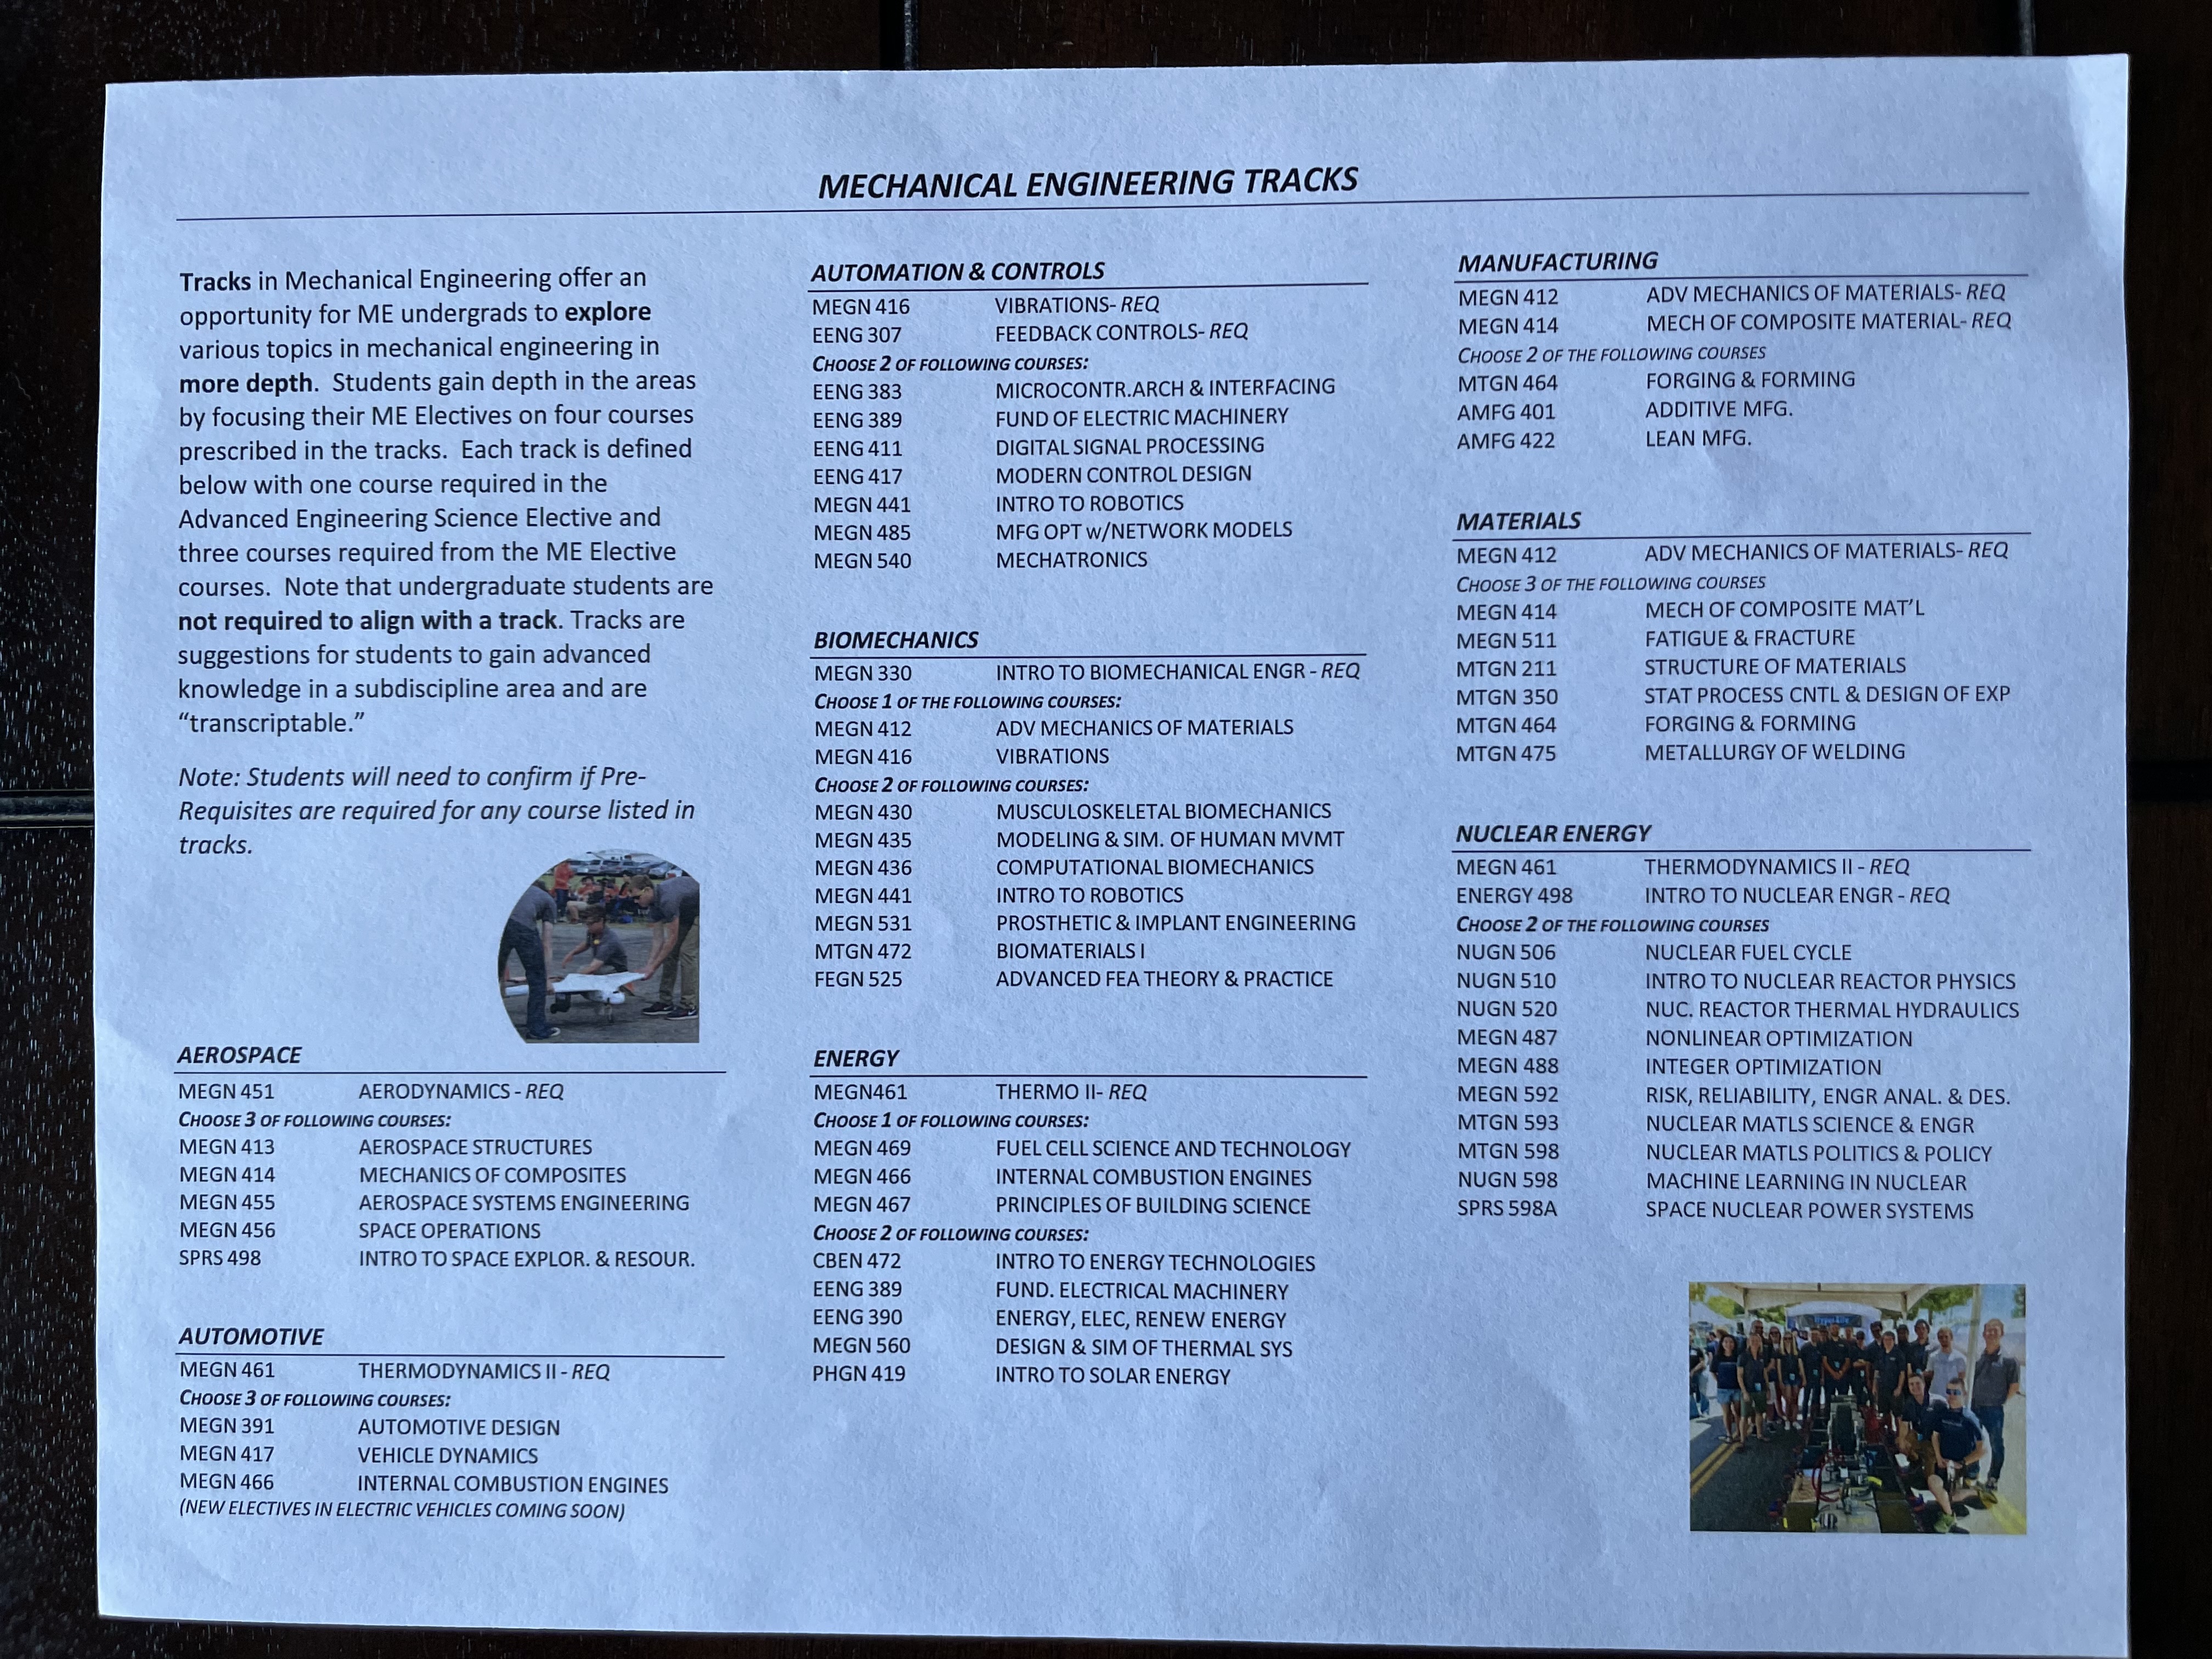 MECHANICAL ENGINEERING TRACKS
Tracks in Mechanical Engineering offer an
opportunity for ME undergrads to explore
various topics in mechanical engineering in
more depth. Students gain depth in the areas
by focusing their ME Electives on four courses
prescribed in the tracks. Each track is defined
below with one course required in the
Advanced Engineering Science Elective and
three courses required from the ME Elective
courses. Note that undergraduate students are
not required to align with a track. Tracks are
suggestions for students to gain advanced
knowledge in a subdiscipline area and are
“transcriptable.”
Note: Students will need to confirm if Pre-
Requisites are required for any course listed in
tracks.
AEROSPACE
MEGN 451 AERODYNAMICS - REQ
CHOOSE 3 OF FOLLOWING COURSES:
MEGN 413 AEROSPACE STRUCTURES
MEGN 414 MECHANICS OF COMPOSITES
MEGN 455 AEROSPACE SYSTEMS ENGINEERING
MEGN 456 SPACE OPERATIONS
SPRS 498 INTRO TO SPACE EXPLOR. & RESOUR.
AUTOMOTIVE
MEGN 461 THERMODYNAMICS II - REQ
CHOOSE 3 OF FOLLOWING COURSES:
MEGN 391 AUTOMOTIVE DESIGN
MEGN 417 VEHICLE DYNAMICS
MEGN 466 INTERNAL COMBUSTION ENGINES
(NEW ELECTIVES IN ELECTRIC VEHICLES COMING SOON)
AUTOMATION & CONTROLS
MEGN 416 VIBRATIONS- REQ
EENG 307 FEEDBACK CONTROLS- REQ
CHOOSE 2 OF FOLLOWING COURSES:
EENG 383 MICROCONTR.ARCH & INTERFACING
EENG 389 FUND OF ELECTRIC MACHINERY
EENG 411 DIGITAL SIGNAL PROCESSING
EENG 417 MODERN CONTROL DESIGN
MEGN 441 INTRO TO ROBOTICS
MEGN 485 MFG OPT w/NETWORK MODELS
MEGN 540 MECHATRONICS
BIOMECHANICS
MEGN 330 INTRO TO BIOMECHANICAL ENGR - REQ
CHOOSE 1 OF THE FOLLOWING COURSES:
MEGN 412 ADV MECHANICS OF MATERIALS
MEGN 416 VIBRATIONS
CHOOSE 2 OF FOLLOWING COURSES:
MEGN 430 MUSCULOSKELETAL BIOMECHANICS
MEGN 435 MODELING & SIM. OF HUMAN MVMT
MEGN 436 COMPUTATIONAL BIOMECHANICS
MEGN 441 INTRO TO ROBOTICS
MEGN 531 PROSTHETIC & IMPLANT ENGINEERING
MTGN 472 BIOMATERIALS I
FEGN 525 ADVANCED FEA THEORY & PRACTICE
ENERGY
MEGN461 THERMO II- REQ
CHOOSE 1 OF FOLLOWING COURSES:
MEGN 469 FUEL CELL SCIENCE AND TECHNOLOGY
MEGN 466 INTERNAL COMBUSTION ENGINES
MEGN 467 PRINCIPLES OF BUILDING SCIENCE
CHOOSE 2 OF FOLLOWING COURSES:
CBEN 472 INTRO TO ENERGY TECHNOLOGIES
EENG 389 FUND. ELECTRICAL MACHINERY
EENG 390 ENERGY, ELEC, RENEW ENERGY
MEGN 560 DESIGN & SIM OF THERMAL SYS
PHGN 419 INTRO TO SOLAR ENERGY
MANUFACTURING
MEGN 412 ADV MECHANICS OF MATERIALS- REQ
MEGN 414 MECH OF COMPOSITE MATERIAL- REQ
CHOOSE 2 OF THE FOLLOWING COURSES
MTGN 464 FORGING & FORMING
AMFG 401 ADDITIVE MFG.
AMFG 422 LEAN MFG.
MATERIALS
MEGN 412 ADV MECHANICS OF MATERIALS- REQ
CHOOSE 3 OF THE FOLLOWING COURSES
MEGN 414 MECH OF COMPOSITE MAT’L
MEGN 511 FATIGUE & FRACTURE
MTGN 211 STRUCTURE OF MATERIALS
MTGN 350 STAT PROCESS CNTL & DESIGN OF EXP
MTGN 464 FORGING & FORMING
MTGN 475 METALLURGY OF WELDING
NUCLEAR ENERGY
MEGN 461 THERMODYNAMICS II - REQ
ENERGY 498 INTRO TO NUCLEAR ENGR - REQ
CHOOSE 2 OF THE FOLLOWING COURSES
NUGN 506 NUCLEAR FUEL CYCLE
NUGN 510 INTRO TO NUCLEAR REACTOR PHYSICS
NUGN 520 NUC. REACTOR THERMAL HYDRAULICS
MEGN 487 NONLINEAR OPTIMIZATION
MEGN 488 INTEGER OPTIMIZATION
MEGN 592 RISK, RELIABILITY, ENGR ANAL. & DES.
MTGN 593 NUCLEAR MATLS SCIENCE & ENGR
MTGN 598 NUCLEAR MATLS POLITICS & POLICY
NUGN 598 MACHINE LEARNING IN NUCLEAR
SPRS 598A SPACE NUCLEAR POWER SYSTEMS